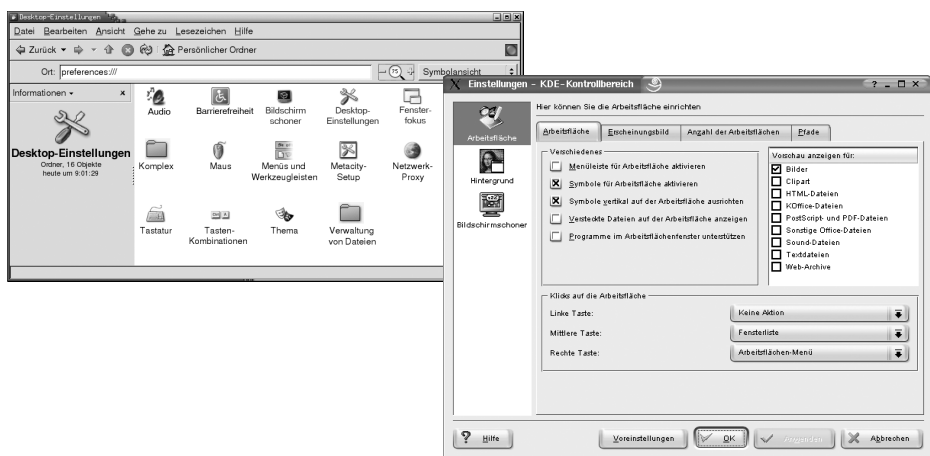 Desktop-Einstellungen
Datei Bearbeiten Ansicht Gehe zu Lesezeichen Hilfe
Zurück Persönlicher Ordner
Ort: preferences:/// 75 Symbolansicht
Informationen x
Desktop-Einstellungen
Ordner, 16 Objekte
heute um 9:01:29
Audio
Barrierefreiheit
Bildschirm
schoner
Desktop-
Einstellungen
Fenster-
fokus
Komplex
Maus
Menüs und
Werkzeugleisten
Metacity-
Setup
Netzwerk-
Proxy
Tastatur
Tasten-
Kombinationen
Thema
Verwaltung
von Dateien
Einstellungen - KDE-Kontrollbereich
Arbeitsfläche
Hintergrund
Bildschirmschoner
Hier können Sie die Arbeitsfläche einrichten
Arbeitsfläche Erscheinungsbild Angahl der Arbeitsflächen Pfade
Verschiedenes
Menüleiste für Arbeitsfläche aktivieren
Symbole für Arbeitsfläche aktivieren
Symbole vertikal auf der Arbeitsfläche ausrichten
Versteckte Dateien auf der Arbeitsfläche anzeigen
Programme im Arbeitsflächenfenster unterstützen
Vorschau anzeigen für:
Bilder
Clipart
HTML-Dateien
KOffice-Dateien
PostScript- und PDF-Dateien
Sonstige Office-Dateien
Sound-Dateien
Textdateien
Web-Archive
Klicks auf die Arbeitsfläche
Linke Taste: Keine Aktion
Mittlere Taste: Fensterliste
Rechte Taste: Arbeitsflächen-Menü
Hilfe Voreinstellungen OK Abbrechen